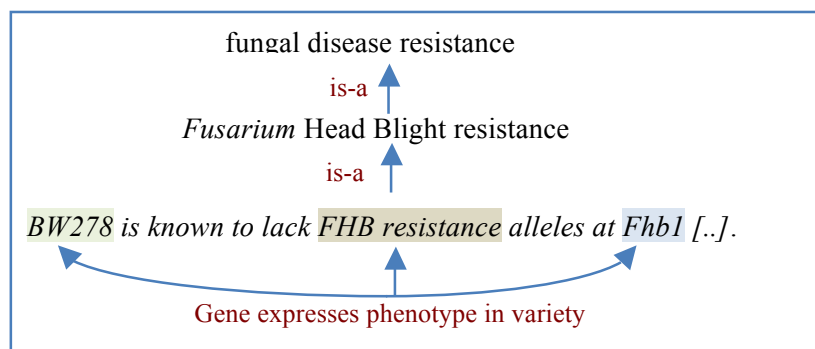 fungal disease resistance
is-a
Fusarium Head Blight resistance
is-a
BW278 is known to lack FHB resistance alleles at Fhb1 [..].
Gene expresses phenotype in variety